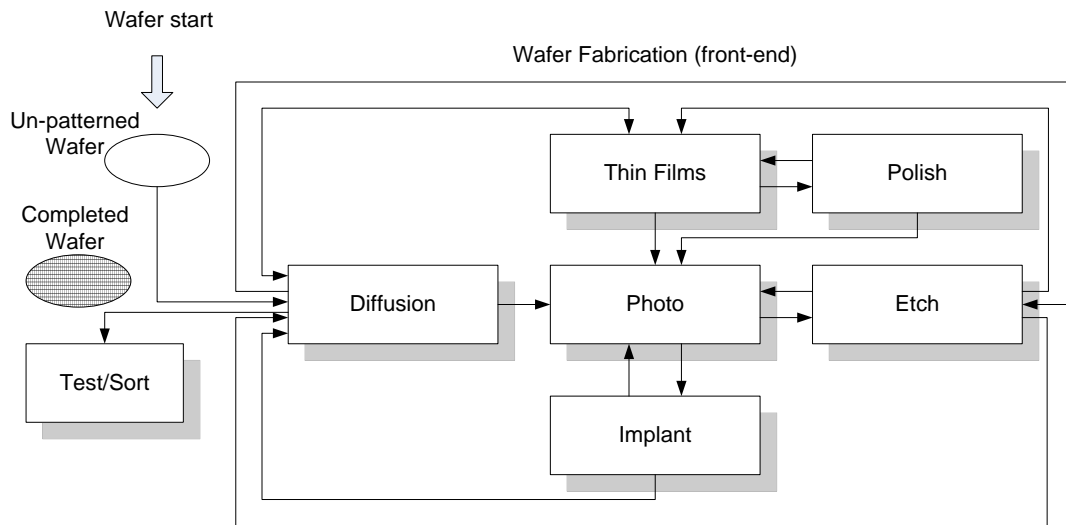 Wafer start
Wafer Fabrication (front-end)
Un-patterned
Wafer
Thin Films
Polish
Completed
Wafer
Diffusion
Photo
Etch
Test/Sort
Implant